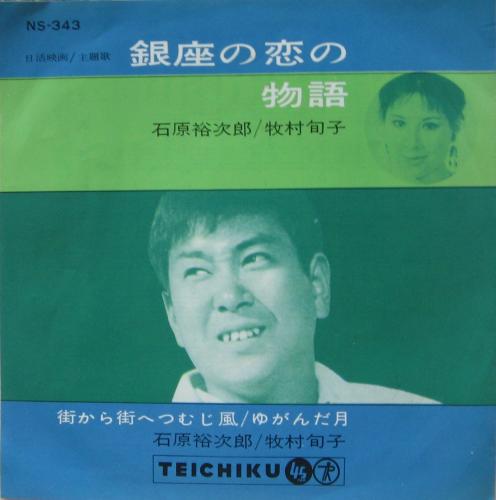 NS-343
日活映画/主題歌
銀座の恋の
物語
石原裕次郎/牧村旬子
街から街へつむじ風/ゆがんだ月
石原裕次郎/牧村旬子
TEICHIKU 45